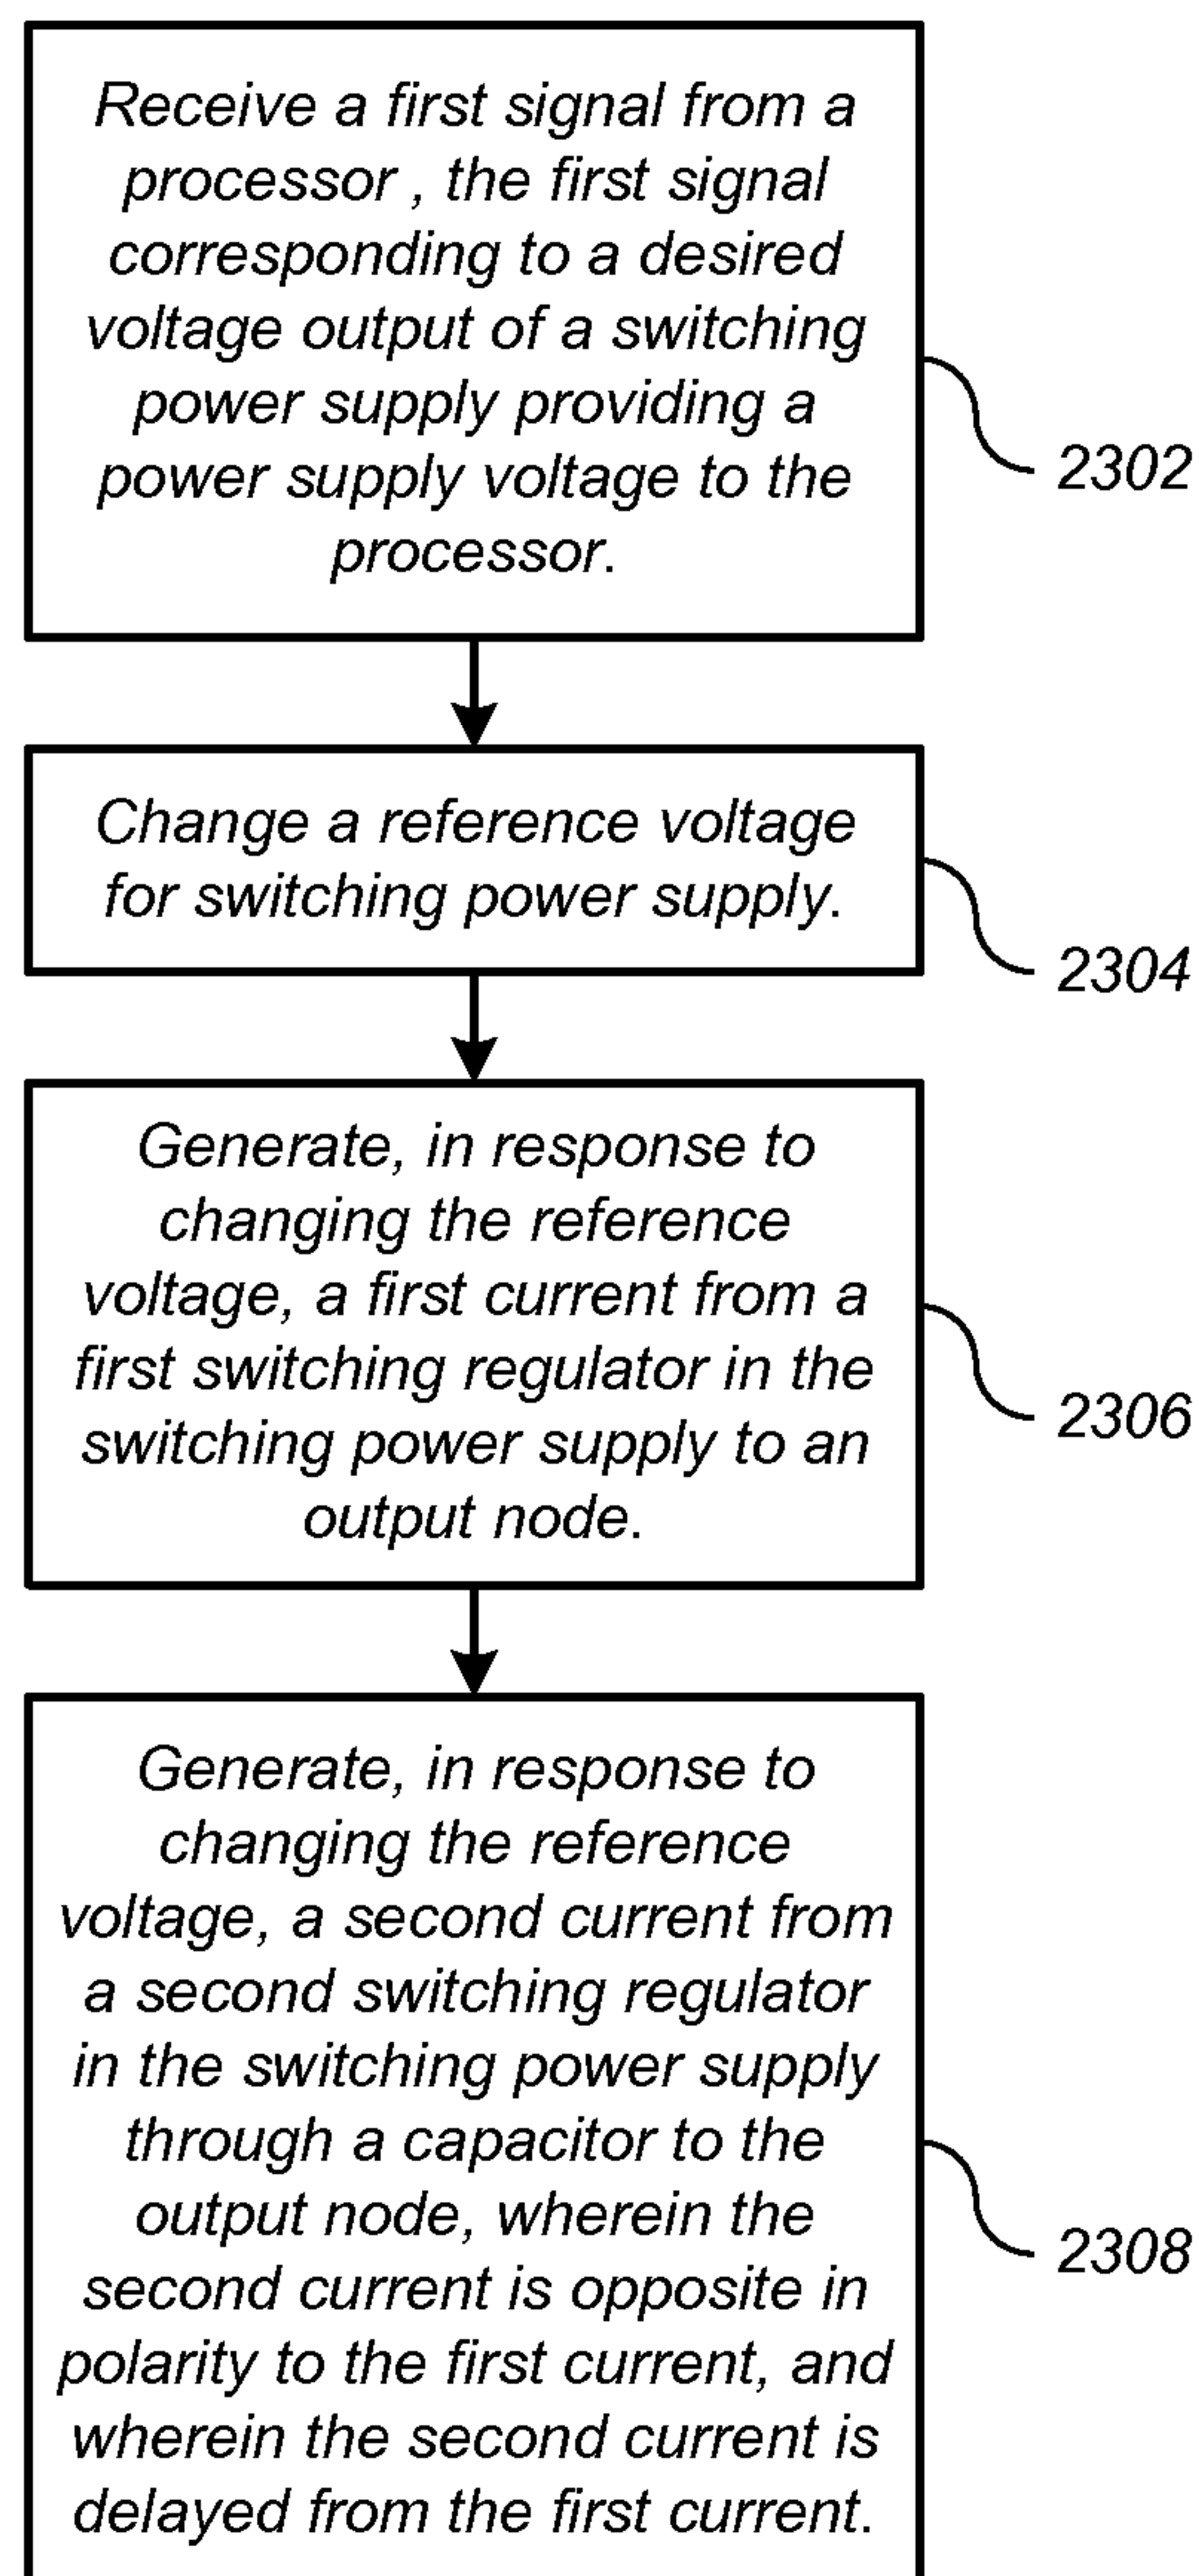 Receive a first signal from a
processor , the first signal
corresponding to a desired
voltage output of a switching
power supply providing a
power supply voltage to the
processor.
2302
Change a reference voltage
for switching power supply.
2304
Generate, in response to
changing the reference
voltage, a first current from a
first switching regulator in the
switching power supply to an
output node.
2306
Generate, in response to
changing the reference
voltage, a second current from
a second switching regulator
in the switching power supply
through a capacitor to the
output node, wherein the
second current is opposite in
polarity to the first current, and
wherein the second current is
delayed from the first current.
2308